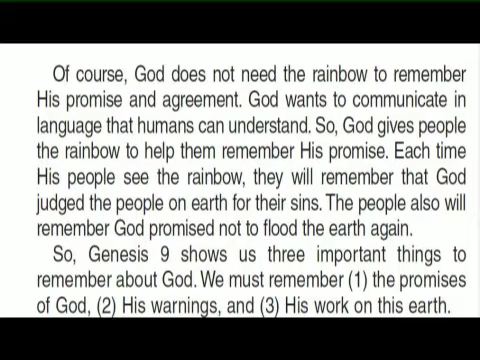 Of course, God does not need the rainbow to remember
His promise and agreement. God wants to communicate in
language that humans can understand. So, God gives people
the rainbow to help them remember His promise. Each time
His people see the rainbow, they will remember that God
judged the people on earth for their sins. The people also will
remember God promised not to flood the earth again.
So, Genesis 9 shows us three important things to
remember about God. We must remember (1) the promises
of God, (2) His warnings, and (3) His work on this earth.